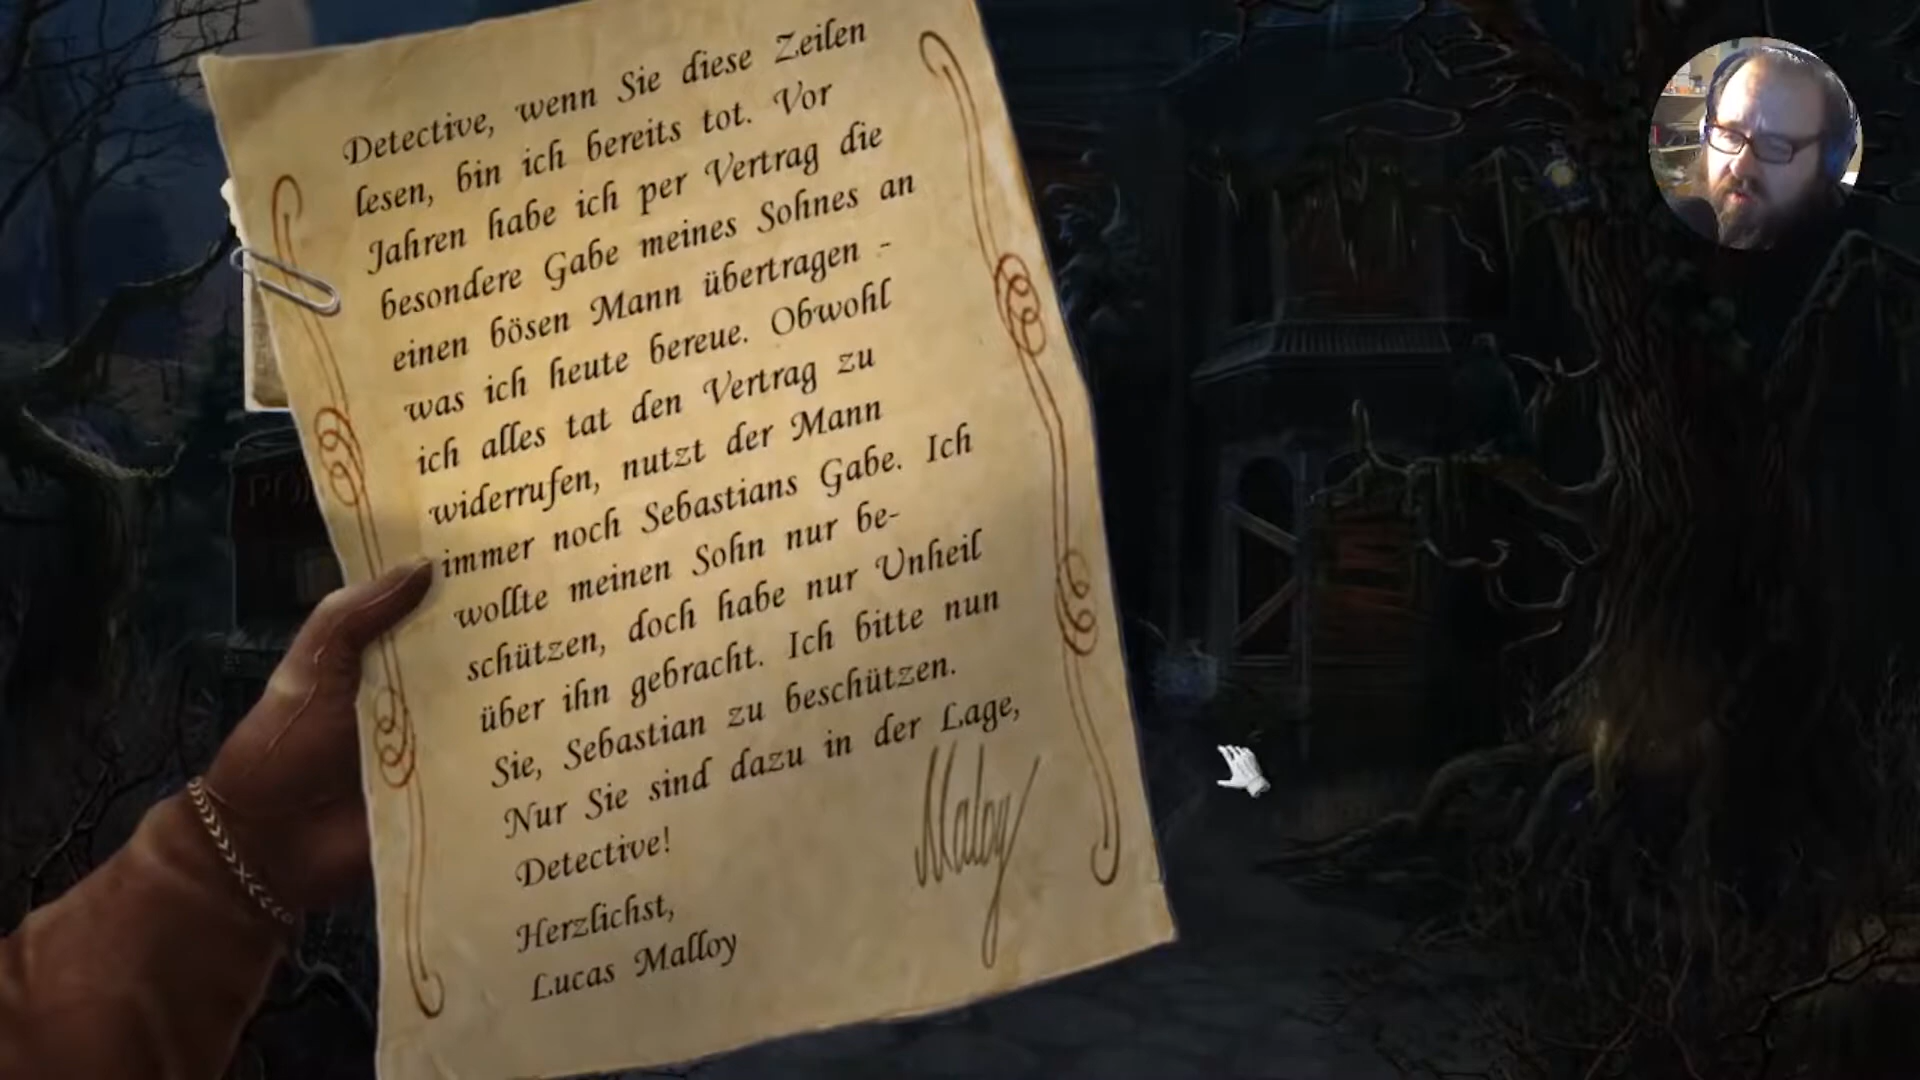 Detective, wenn Sie diese Zeilen
lesen, bin ich bereits tot. Vor
Jahren habe ich per Vertrag die
besondere Gabe meines Sohnes an
einen bösen Mann übertragen -
was ich heute bereue. Obwohl
ich alles tat den Vertrag zu
widerrufen, nutzt der Mann
immer noch Sebastians Gabe. Ich
wollte meinen Sohn nur be-
schützen, doch habe nur Unheil
über ihn gebracht. Ich bitte nun
Sie, Sebastian zu beschützen.
Nur Sie sind dazu in der Lage,
Detective!
Herzlichst,
Lucas Malloy
Maloy